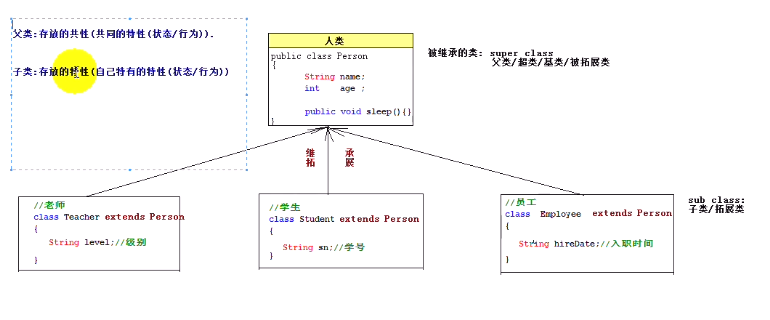 父类:存放的共性(共同的特性(状态/行为)).
子类:存放的特性(自己特有的特性(状态/行为))
人类
public class Person
{
String name;
int age ;
public void sleep(){}
}
被继承的类: super class
父类/超类/基类/被拓展类
继 承
拓 展
//老师
class Teacher extends Person
{
String level;//级别
}
//学生
class Student extends Person
{
String sn;//学号
}
//员工
class Employee extends Person
{
String hireDate;//入职时间
}
sub class:
子类/拓展类